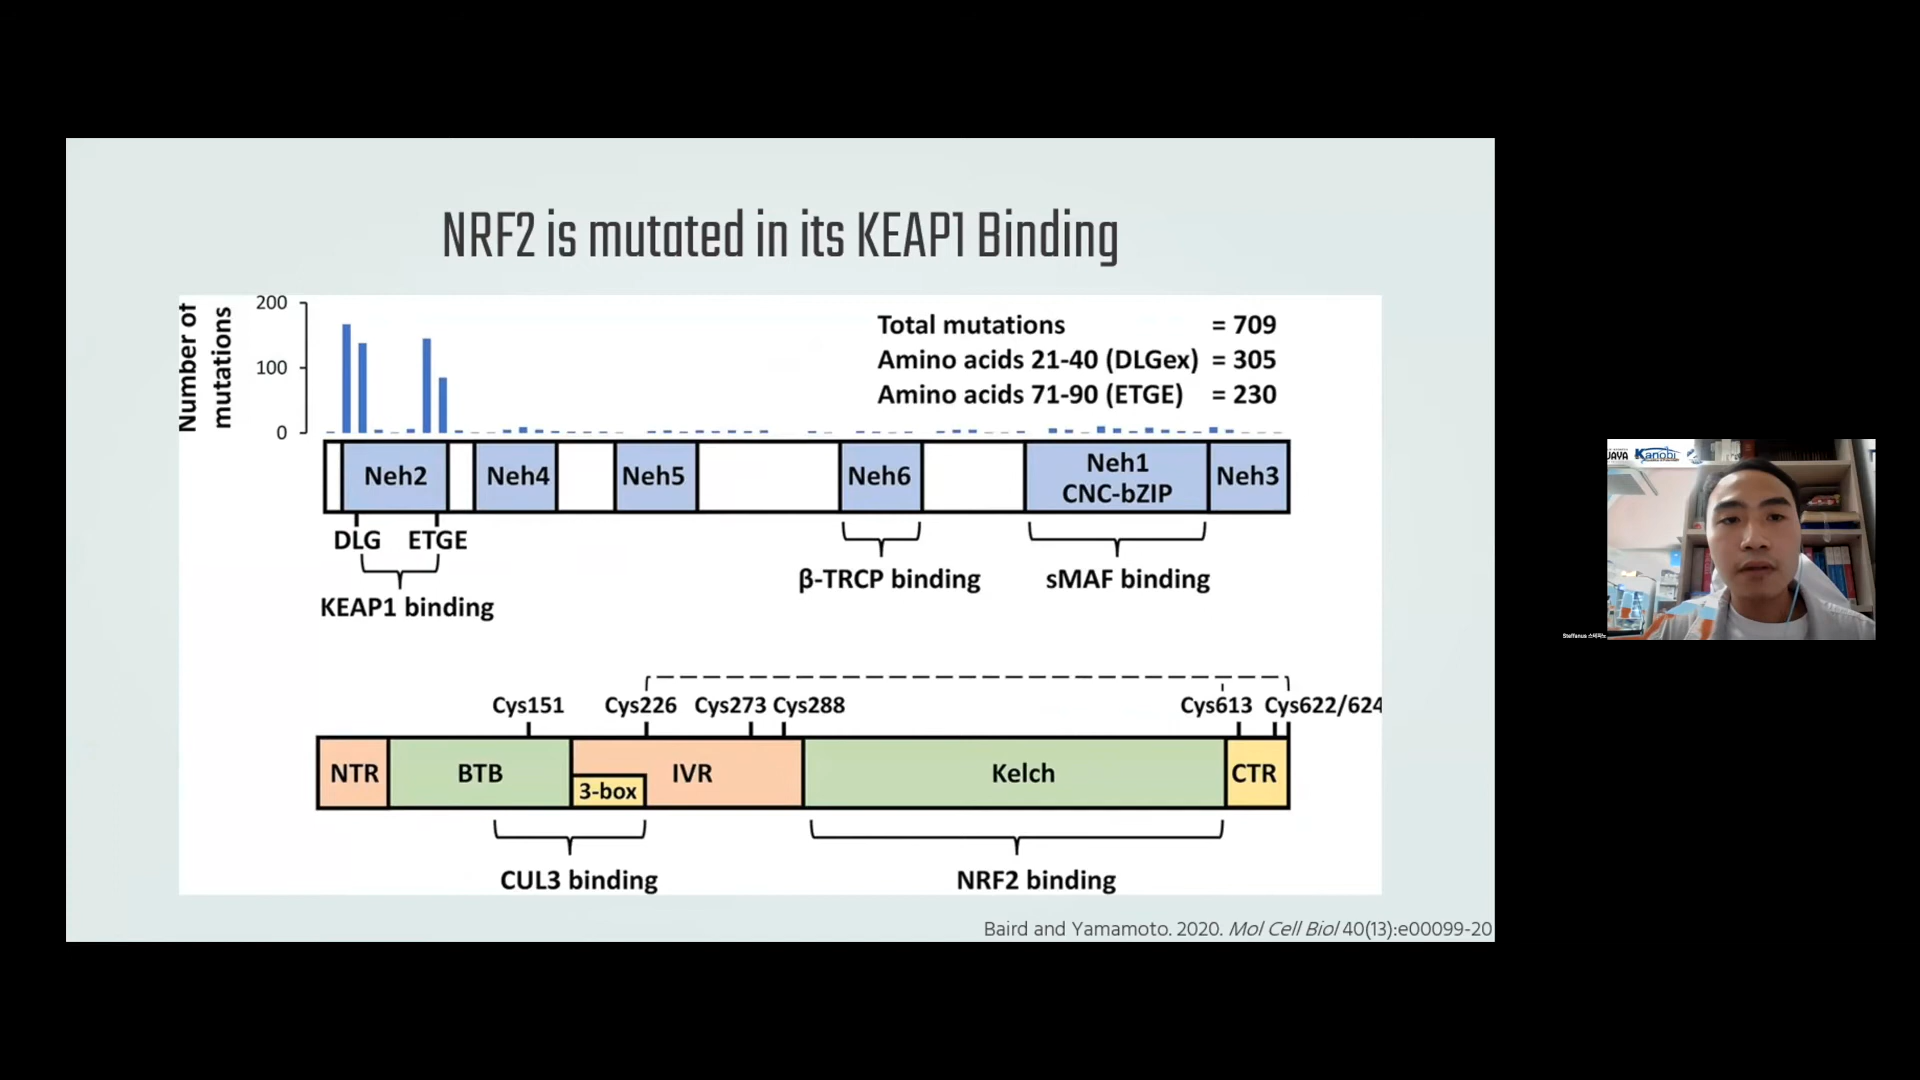 NRF2 is mutated in its KEAP1 Binding
Number of
mutations
200
100
0
Total mutations = 709
Amino acids 21-40 (DLGex) = 305
Amino acids 71-90 (ETGE) = 230
Neh2
Neh4
Neh5
Neh6
Neh1
CNC-bZIP
Neh3
DLG
ETGE
KEAP1 binding
β-TRCP binding
sMAF binding
Cys151
Cys226
Cys273
Cys288
Cys613
Cys622/624
NTR
BTB
3-box
IVR
Kelch
CTR
CUL3 binding
NRF2 binding
Baird and Yamamoto. 2020. Mol Cell Biol 40(13):e00099-20
JAYA
Kanobi
Steffanus